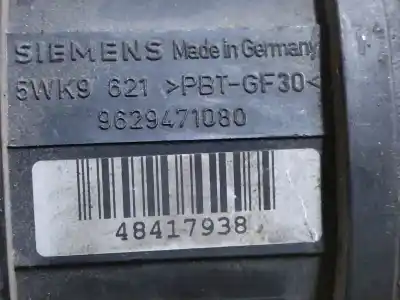 SIEMENS Made in Germany
5WK9 621 >PBT-GF30<
9629471080
48417938